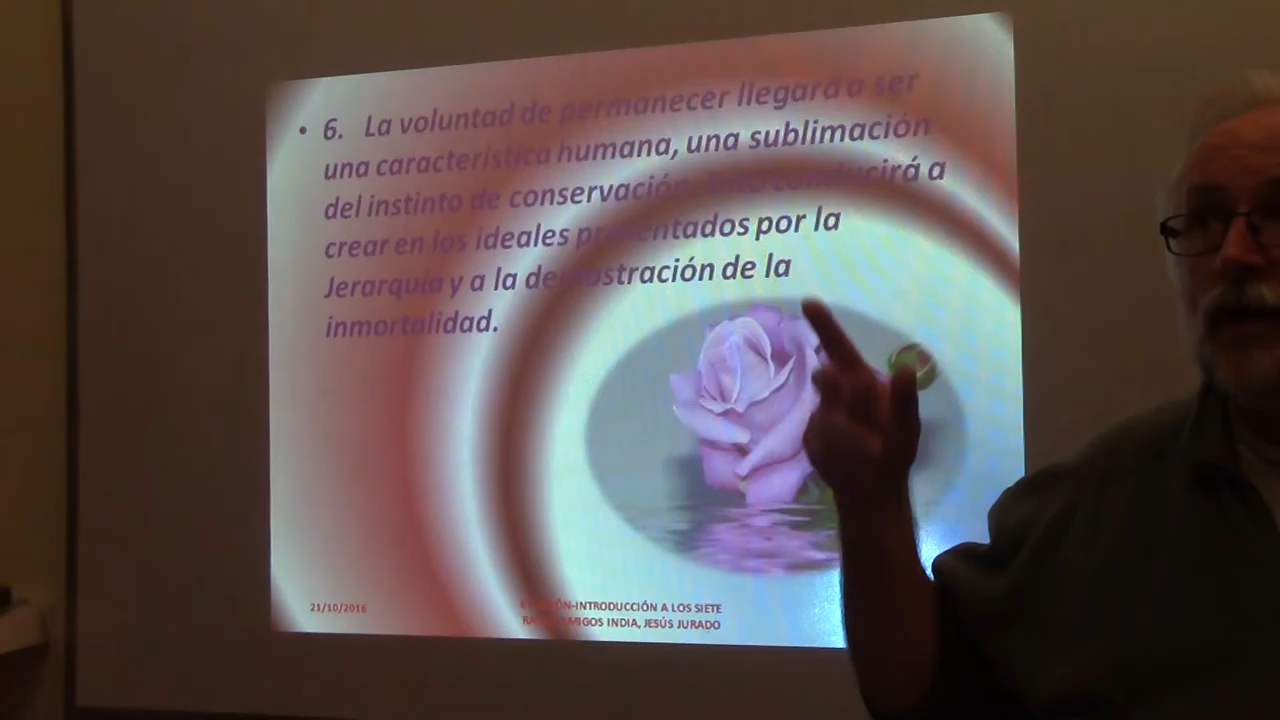 • 6. La voluntad de permanecer llegará a ser
una característica humana, una sublimación
del instinto de conservación. conducirá a
crear en los ideales presentados por la
Jerarquía y a la demostración de la
inmortalidad.
21/10/2016
-INTRODUCCIÓN A LOS SIETE
AMIGOS INDIA, JESÚS JURADO